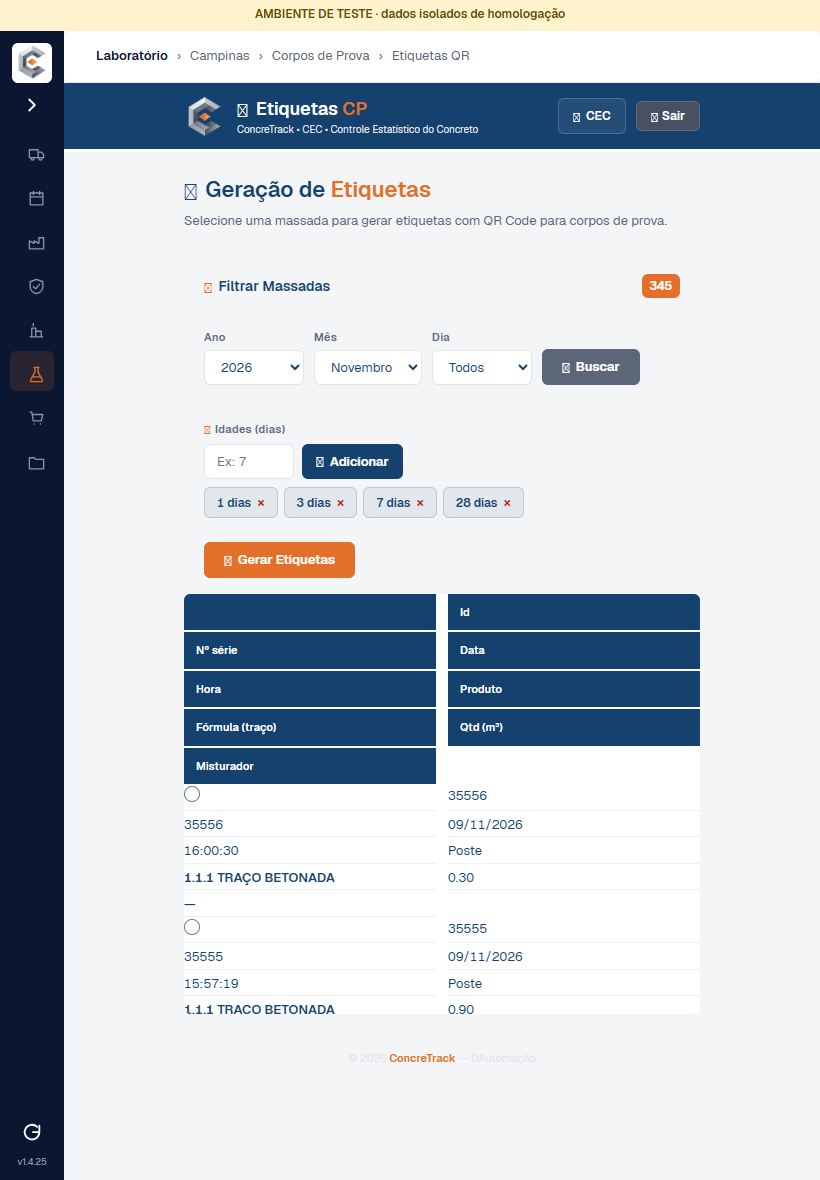 AMBIENTE DE TESTE · dados isolados de homologação
Laboratório › Campinas › Corpos de Prova › Etiquetas QR
Etiquetas CP
ConcreTrack • CEC • Controle Estatístico do Concreto
CEC
Sair
Geração de Etiquetas
Selecione uma massada para gerar etiquetas com QR Code para corpos de prova.
Filtrar Massadas
345
Ano Mês Dia
2026 Novembro Todos Buscar
Idades (dias)
Ex: 7 Adicionar
1 dias × 3 dias × 7 dias × 28 dias ×
Gerar Etiquetas
Id
Nº série Data
Hora Produto
Fórmula (traço) Qtd (m³)
Misturador
35556
35556 09/11/2026
16:00:30 Poste
1.1.1 TRAÇO BETONADA 0.30
—
35555
35555 09/11/2026
15:57:19 Poste
1.1.1 TRAÇO BETONADA 0.90
© 2026 ConcreTrack — DAutomação
v1.4.25